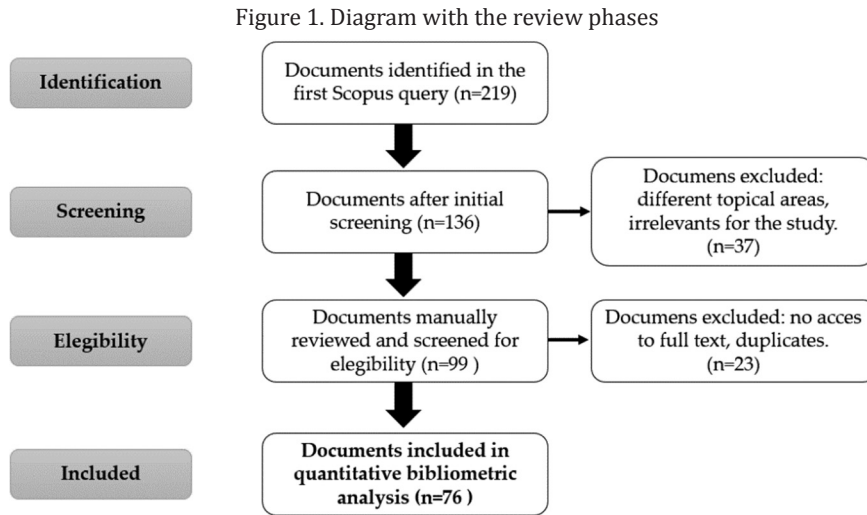 Figure 1. Diagram with the review phases
Identification
Documents identified in the
first Scopus query (n=219)
Screening
Documents after initial
screening (n=136)
Documens excluded:
different topical areas,
irrelevants for the study.
(n=37)
Elegibility
Documents manually
reviewed and screened for
elegibility (n=99 )
Documens excluded: no acces
to full text, duplicates.
(n=23)
Included
Documents included in
quantitative bibliometric
analysis (n=76 )